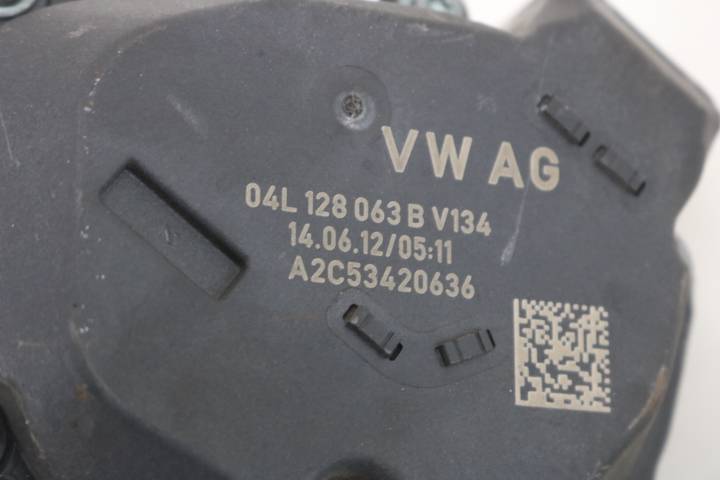 VW AG
04L 128 063 B V134
14.06.12/05:11
A2C53420636